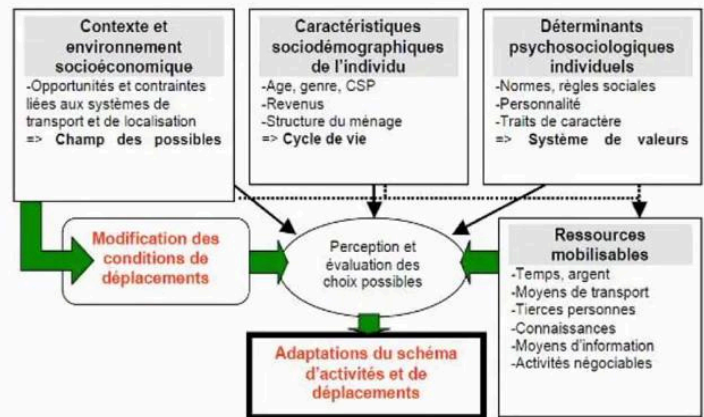 Contexte et
environnement
socioéconomique
-Opportunités et contraintes
liées aux systèmes de
transport et de localisation
=> Champ des possibles
Caractéristiques
sociodémographiques
de l'individu
-Age, genre, CSP
-Revenus
-Structure du ménage
=> Cycle de vie
Déterminants
psychosociologiques
individuels
-Normes, règles sociales
-Personnalité
-Traits de caractère
=> Système de valeurs
Modification des
conditions de
déplacements
Perception et
évaluation des
choix possibles
Ressources
mobilisables
-Temps, argent
-Moyens de transport
-Tierces personnes
-Connaissances
-Moyens d'information
-Activités négociables
Adaptations du schéma
d'activités et de
déplacements